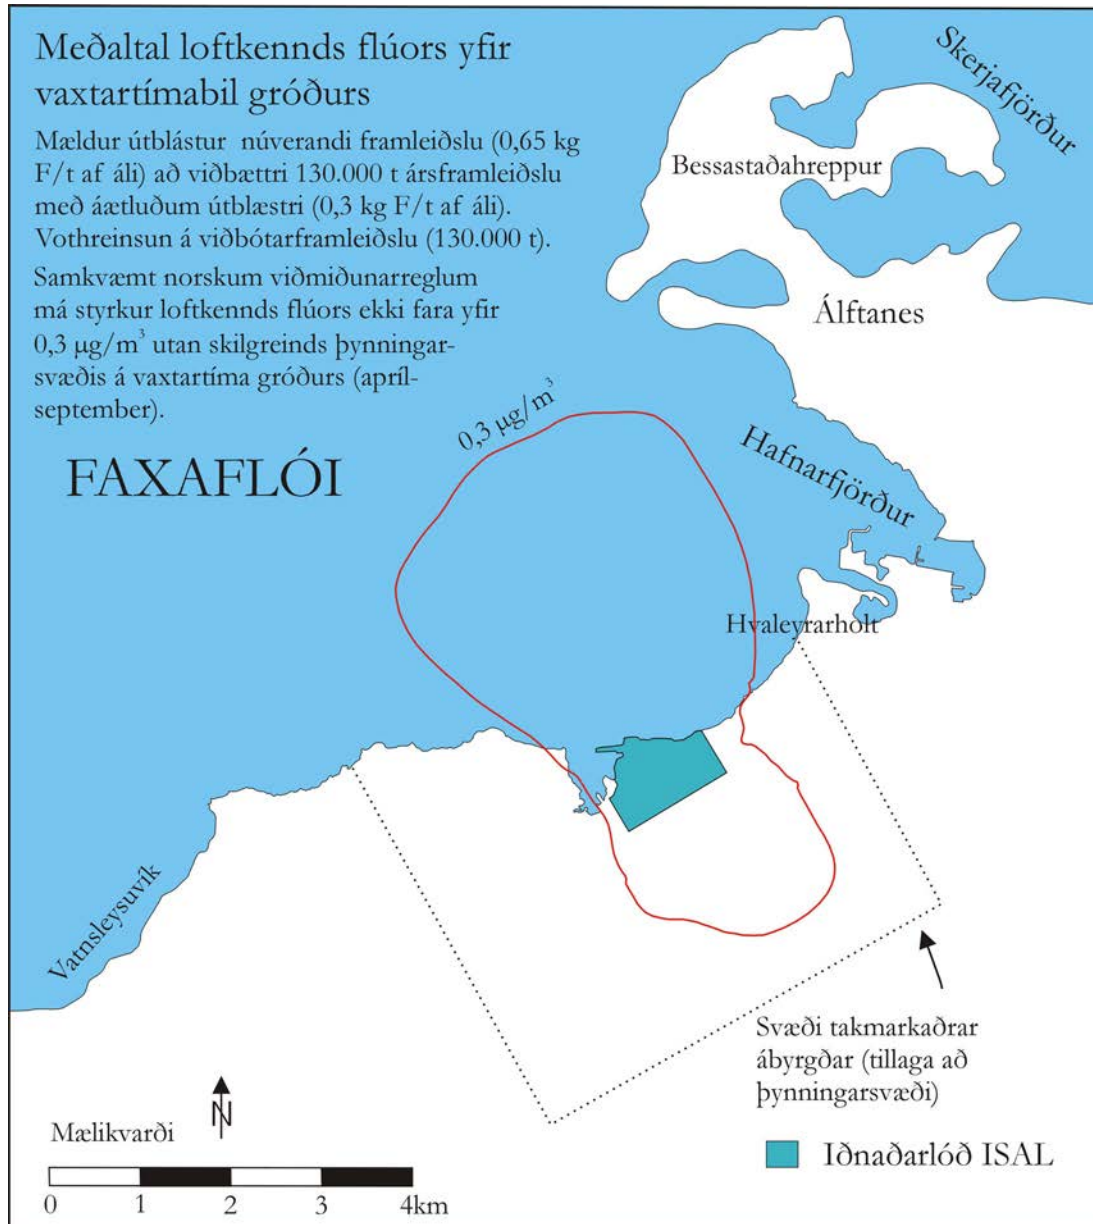 Meðaltal loftkennds flúors yfir
vaxtartímabil gróðurs
Mældur útblástur núverandi framleiðslu (0,65 kg
F/t af áli) að viðbættri 130.000 t ársframleiðslu
með áætluðum útblæstri (0,3 kg F/t af áli).
Vothreinsun á viðbótarframleiðslu (130.000 t).
Samkvæmt norskum viðmiðunarreglum
má styrkur loftkennds flúors ekki fara yfir
0,3 µg/m³ utan skilgreinds þynningar-
svæðis á vaxtartíma gróðurs (apríl-
september).
Skerjafjörður
Bessastaðahreppur
Álftanes
0,3 µg/m³
FAXAFLÓI
Hafnarfjörður
Hvaleyrarholt
Vatnsleysuvík
Svæði takmarkaðrar
ábyrgðar (tillaga að
þynningarsvæði)
N
Mælikvarði
0 1 2 3 4km
Iðnaðarlóð ISAL